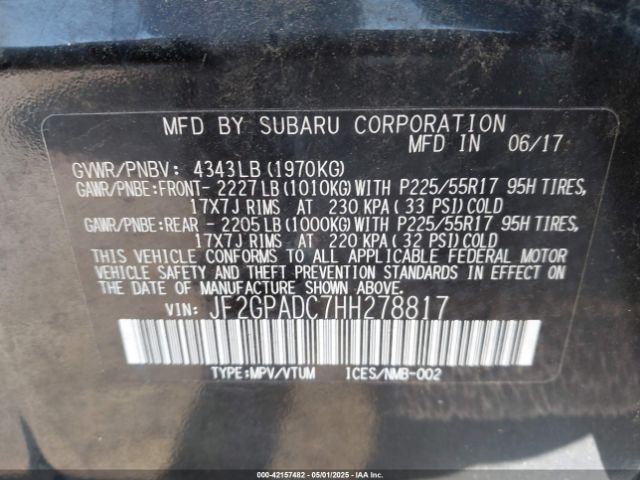 MFD BY SUBARU CORPORATION
MFD IN 06/17
GVWR/PNBV: 4343LB(1970KG)
GAWR/PNBE:FRONT- 2227LB(1010KG)WITH P225/55R17 95H TIRES,
17X7J RIMS AT 230 KPA(33 PSI)COLD
GAWR/PNBE:REAR - 2205LB(1000KG)WITH P225/55R17 95H TIRES,
17X7J RIMS AT 220 KPA(32 PSI)COLD
THIS VEHICLE CONFORMS TO ALL APPLICABLE FEDERAL MOTOR
VEHICLE SAFETY AND THEFT PREVENTION STANDARDS IN EFFECT
ON THE DATE OF MANUFACTURE SHOWN ABOVE.
VIN: JF2GPADC7HH278817
TYPE:MPV/VTUM ICES/NMB-002
000-42157482 - 05/01/2025 - IAAI.COM